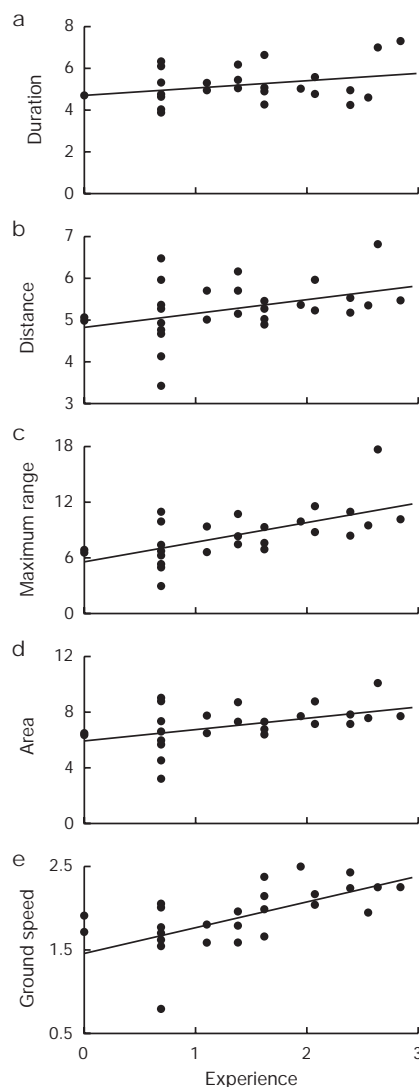 a
8
6
4
2
0
Duration
b
7
6
5
4
3
Distance
c
18
12
6
0
Maximum range
d
12
8
4
0
Area
e
2.5
1.5
0.5
Ground speed
0 1 2 3
Experience